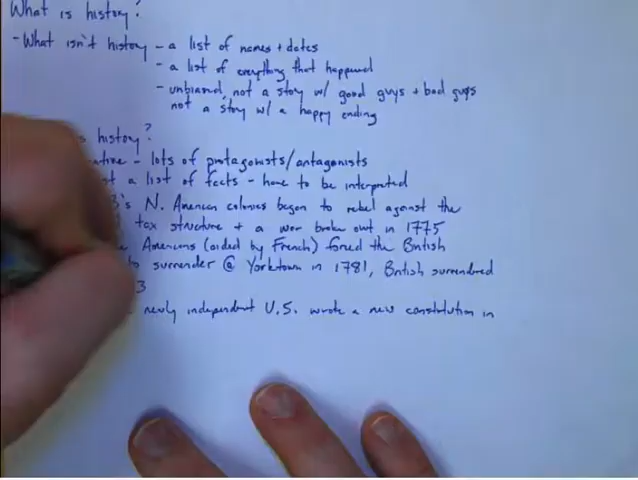 What is history?
- What isn't history - a list of names + dates
- a list of everything that happened
- unbiased, not a story w/ good guys + bad guys
not a story w/ a happy ending
s history?
ative - lots of protagonists/antagonists
t a list of facts - have to be interpreted
3's N. American colonies began to rebel against the
tax structure + a war broke out in 1775
Americans (aided by French) forced the British
to surrender @ Yorktown in 1781, British surrendered
3
newly independent U.S. wrote a new constitution in